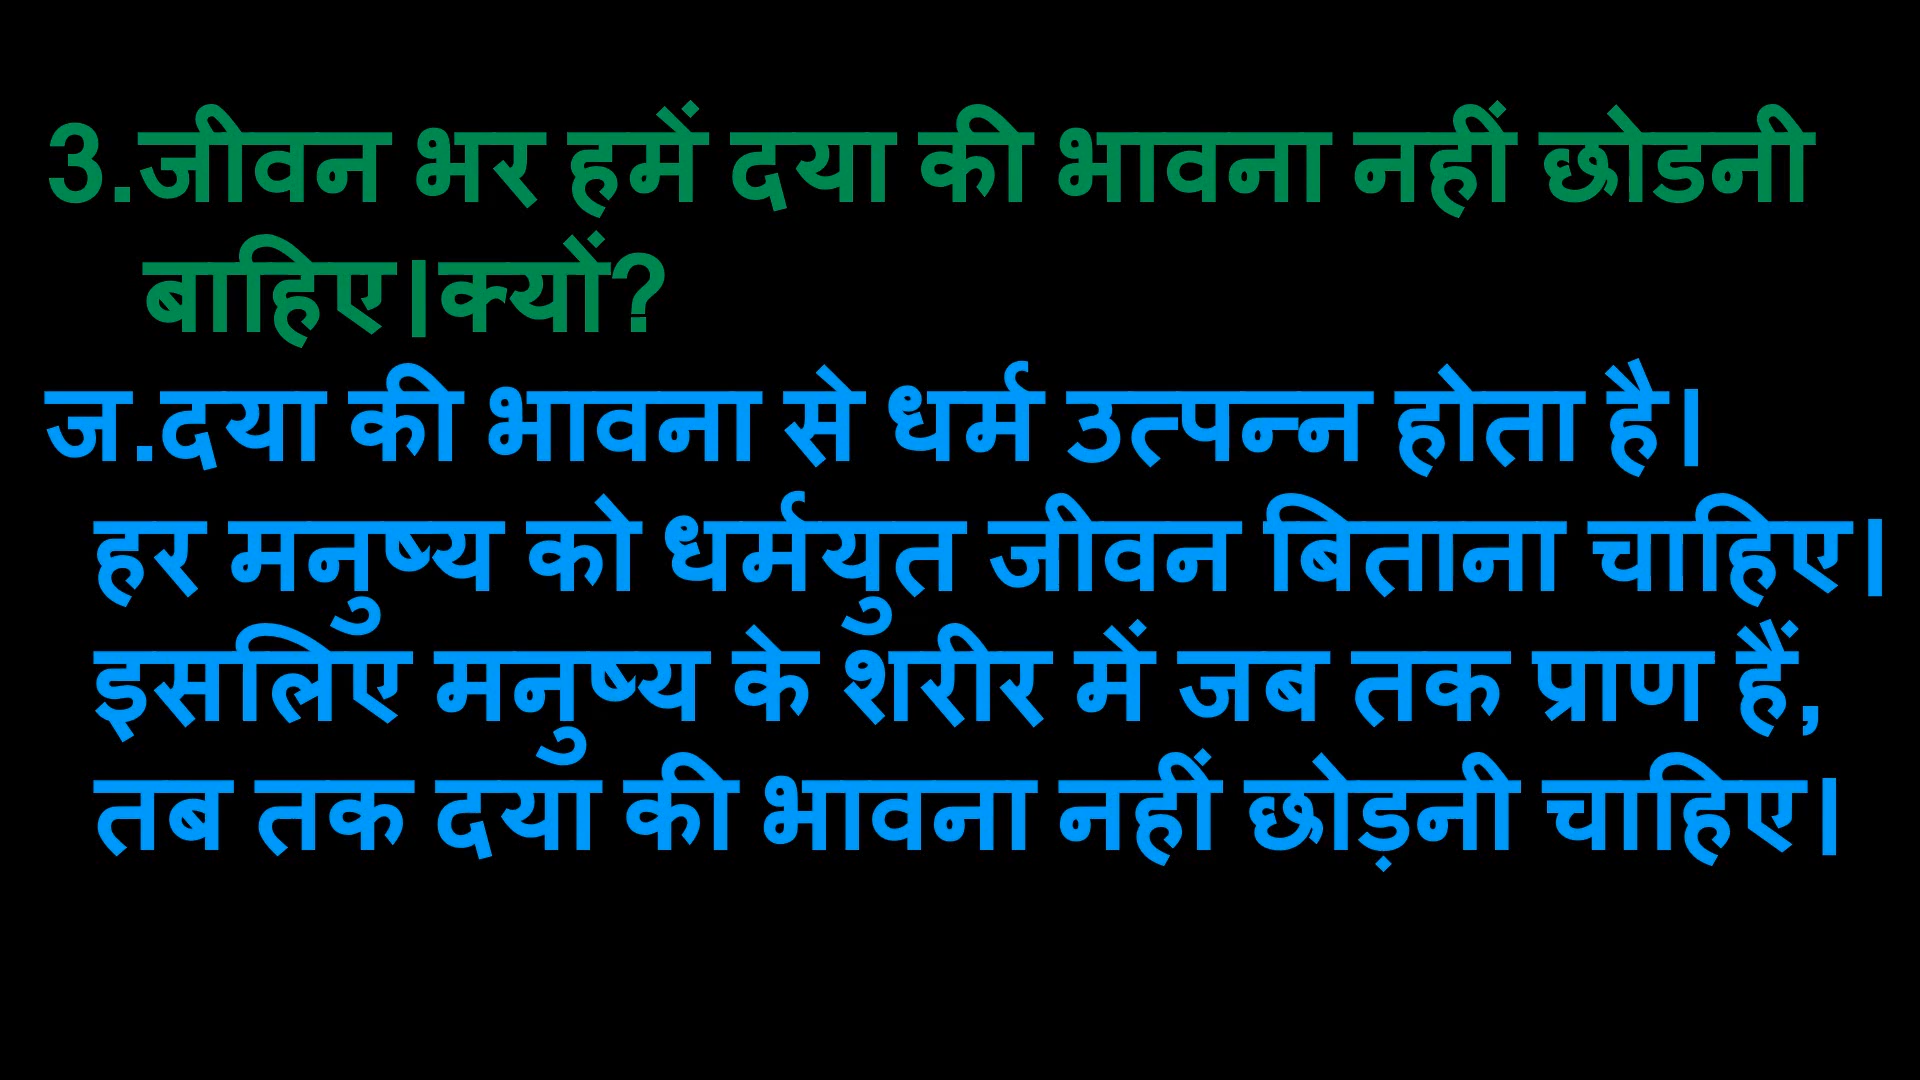 3.जीवन भर हमें दया की भावना नहीं छोडनी
बाहिए।क्यों?
ज.दया की भावना से धर्म उत्पन्न होता है।
हर मनुष्य को धर्मयुत जीवन बिताना चाहिए।
इसलिए मनुष्य के शरीर में जब तक प्राण हैं,
तब तक दया की भावना नहीं छोड़नी चाहिए।